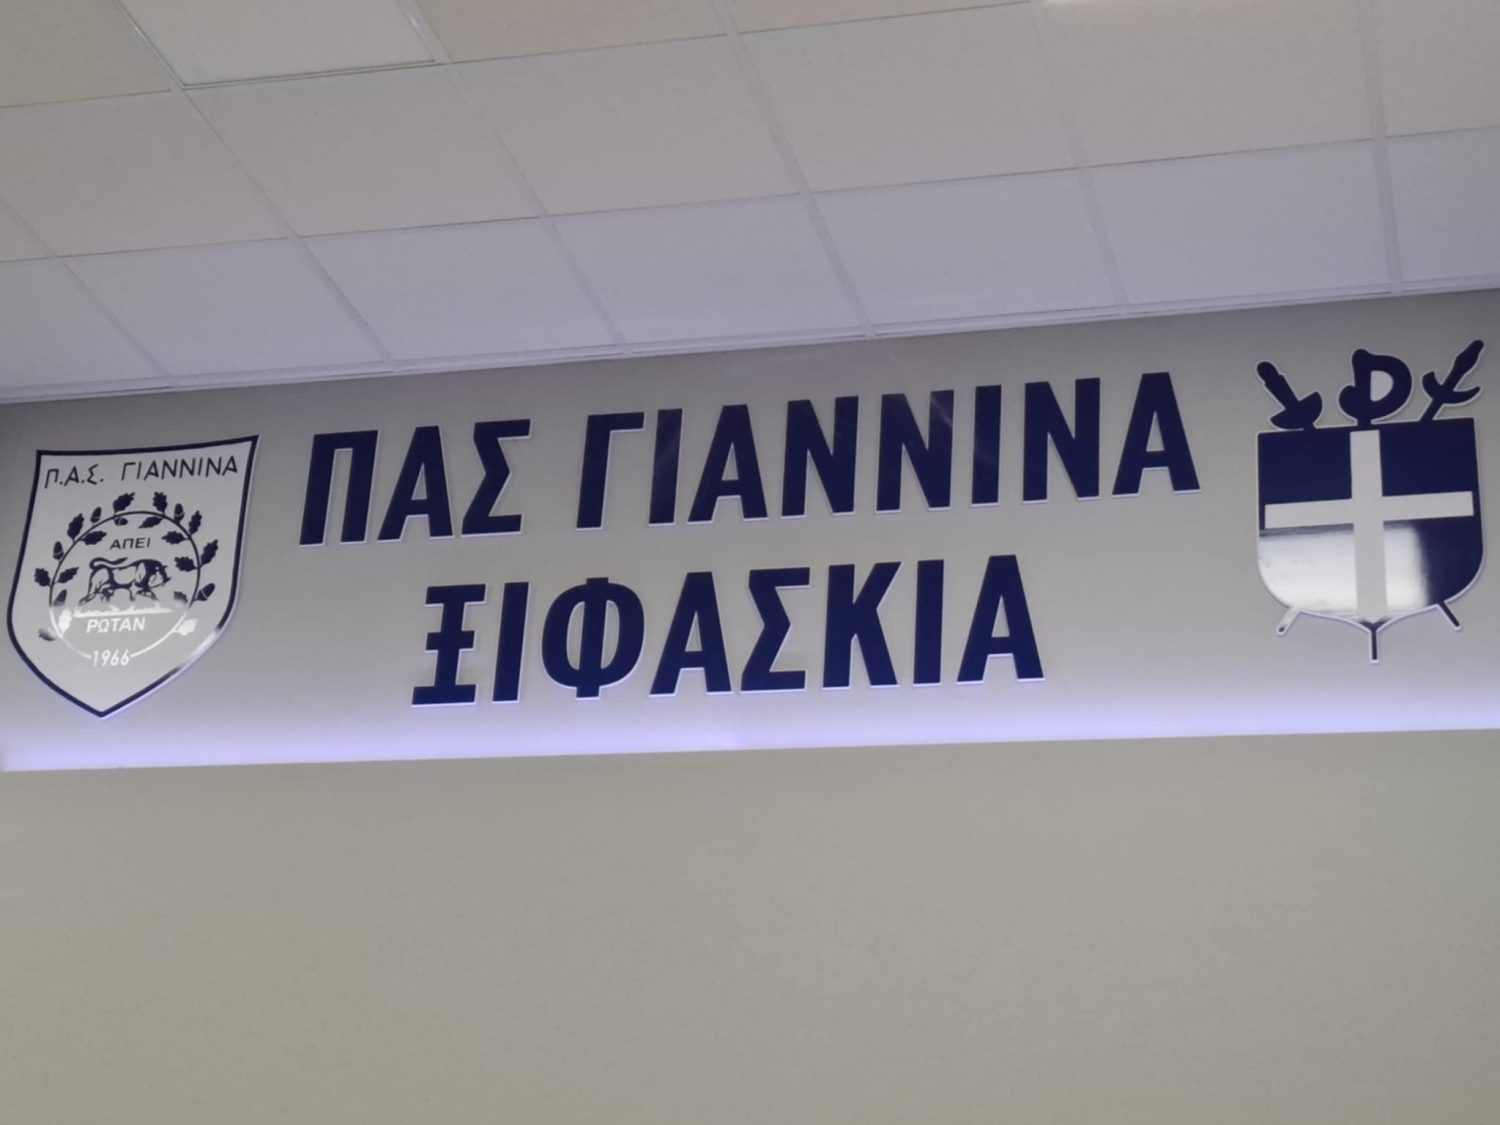 Π.Α.Σ. ΓΙΑΝΝΙΝΑ
ΑΠΕΙ
ΡΩΤΑΝ
1966
ΠΑΣ ΓΙΑΝΝΙΝΑ
ΞΙΦΑΣΚΙΑ